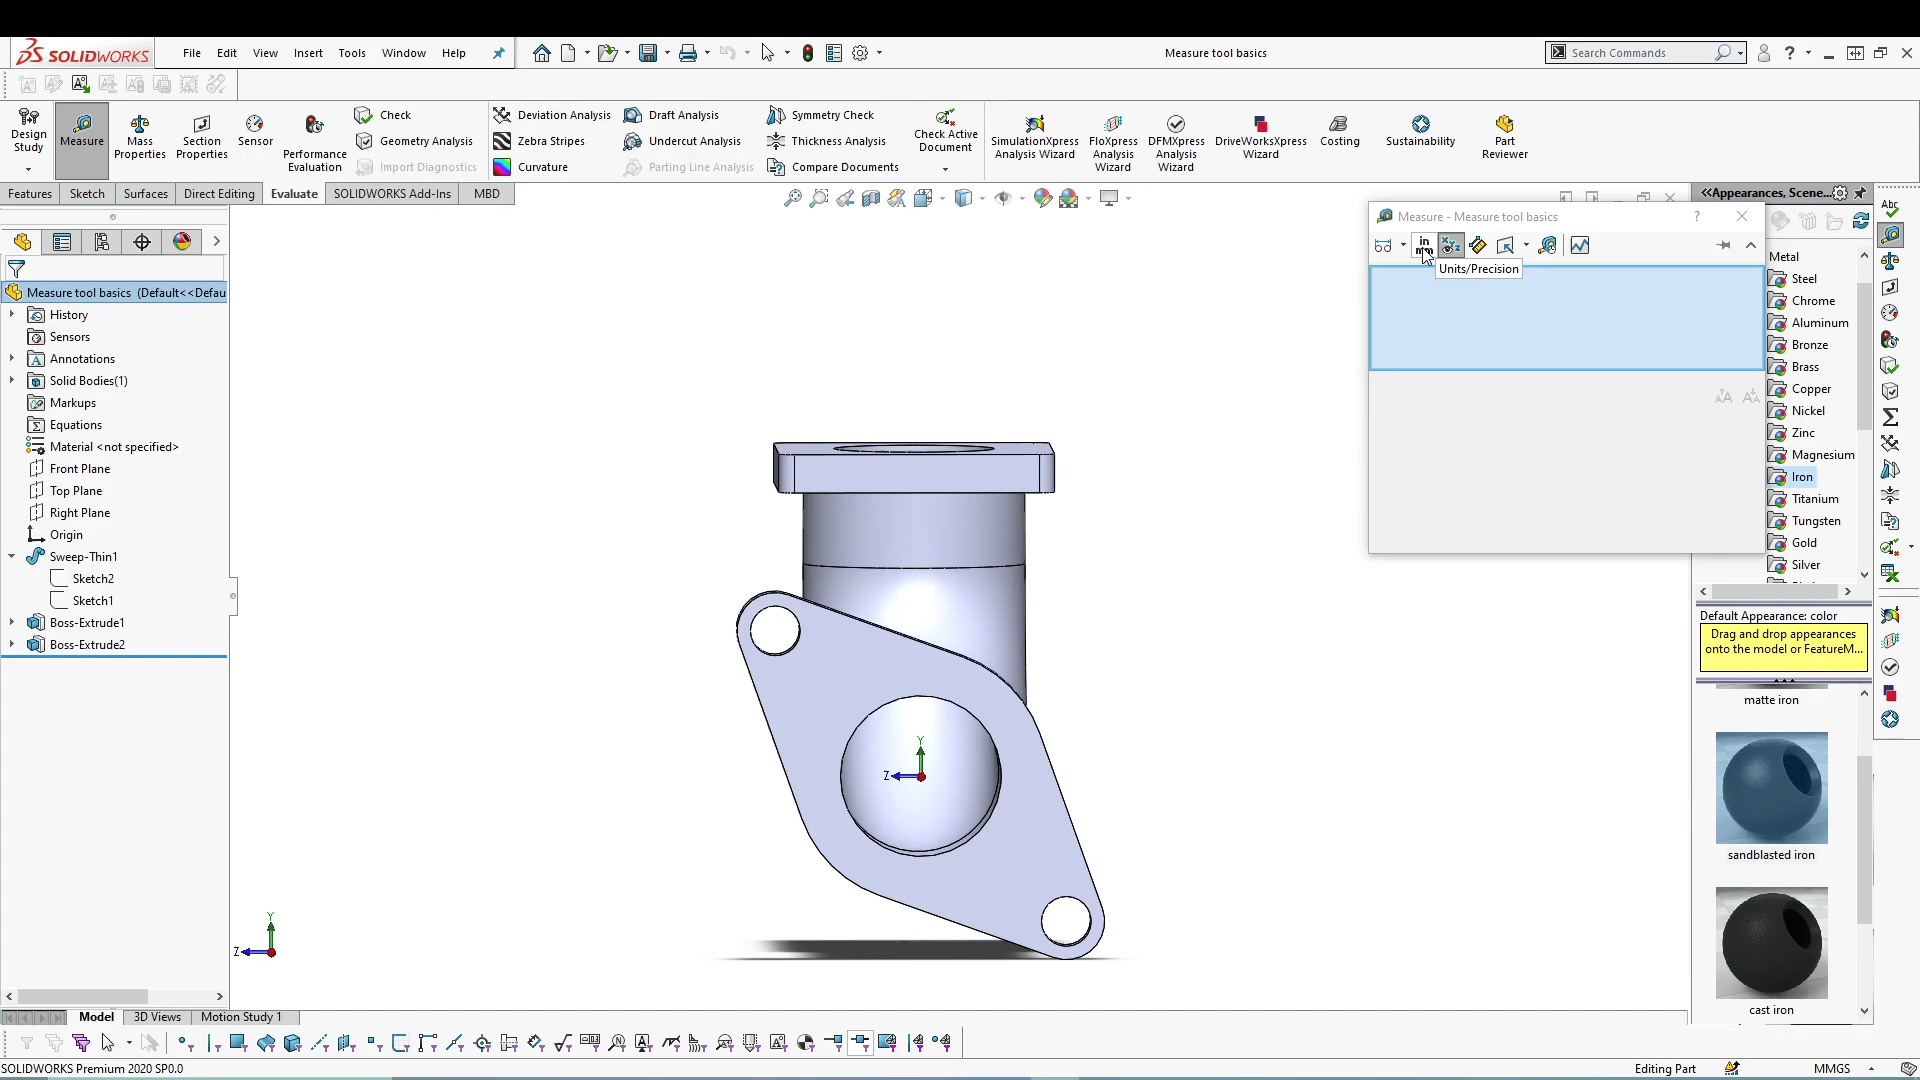 SOLIDWORKS
File Edit View Insert Tools Window Help
Measure tool basics
Search Commands
Design Study
Measure
Mass Properties
Section Properties
Sensor
Performance Evaluation
Check
Geometry Analysis
Import Diagnostics
Deviation Analysis
Zebra Stripes
Curvature
Draft Analysis
Undercut Analysis
Parting Line Analysis
Symmetry Check
Thickness Analysis
Compare Documents
Check Active Document
SimulationXpress Analysis Wizard
FloXpress Analysis Wizard
DFMXpress Analysis Wizard
DriveWorksXpress Wizard
Costing
Sustainability
Part Reviewer
Features Sketch Surfaces Direct Editing Evaluate SOLIDWORKS Add-Ins MBD
Measure tool basics (Default<<Defau
History
Sensors
Annotations
Solid Bodies(1)
Markups
Equations
Material <not specified>
Front Plane
Top Plane
Right Plane
Origin
Sweep-Thin1
Sketch2
Sketch1
Boss-Extrude1
Boss-Extrude2
Y
Z
Y
Z
Measure - Measure tool basics
in
mm
Units/Precision
<<Appearances, Scene...
Metal
Steel
Chrome
Aluminum
Bronze
Brass
Copper
Nickel
Zinc
Magnesium
Iron
Titanium
Tungsten
Gold
Silver
Default Appearance: color
Drag and drop appearances
onto the model or FeatureM...
matte iron
sandblasted iron
cast iron
Model 3D Views Motion Study 1
SOLIDWORKS Premium 2020 SP0.0
Editing Part
MMGS